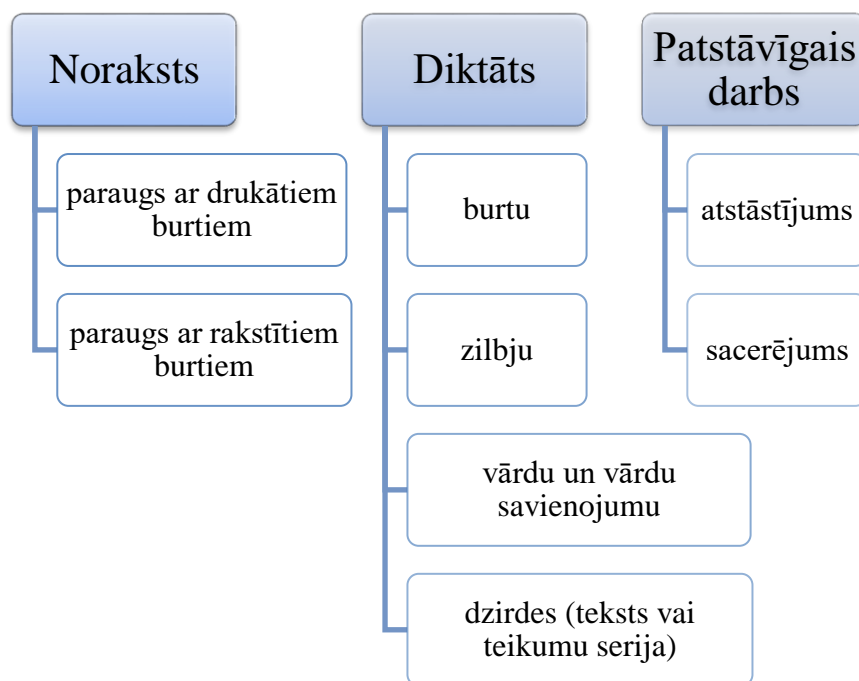 Noraksts
paraugs ar drukātiem
burtiem
paraugs ar rakstītiem
burtiem
Diktāts
burtu
zilbju
vārdu un vārdu
savienojumu
dzirdes (teksts vai
teikumu serija)
Patstāvīgais
darbs
atstāstījums
sacerējums